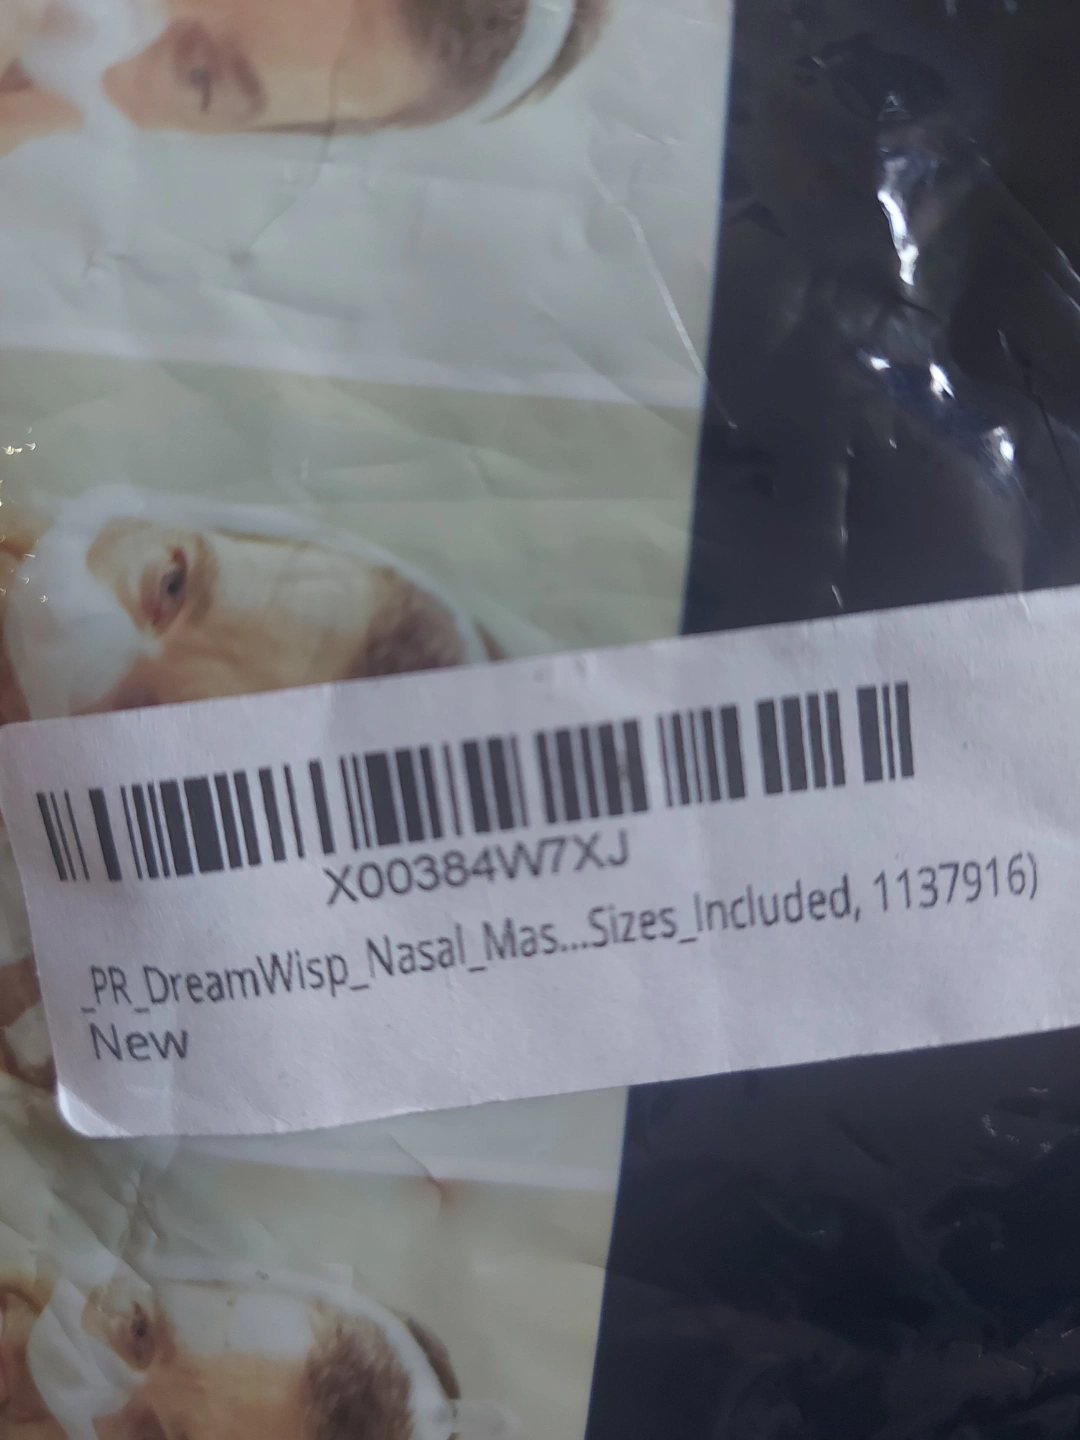 X00384W7XJ
_PR_DreamWisp_Nasal_Mas...Sizes_Included, 1137916)
New